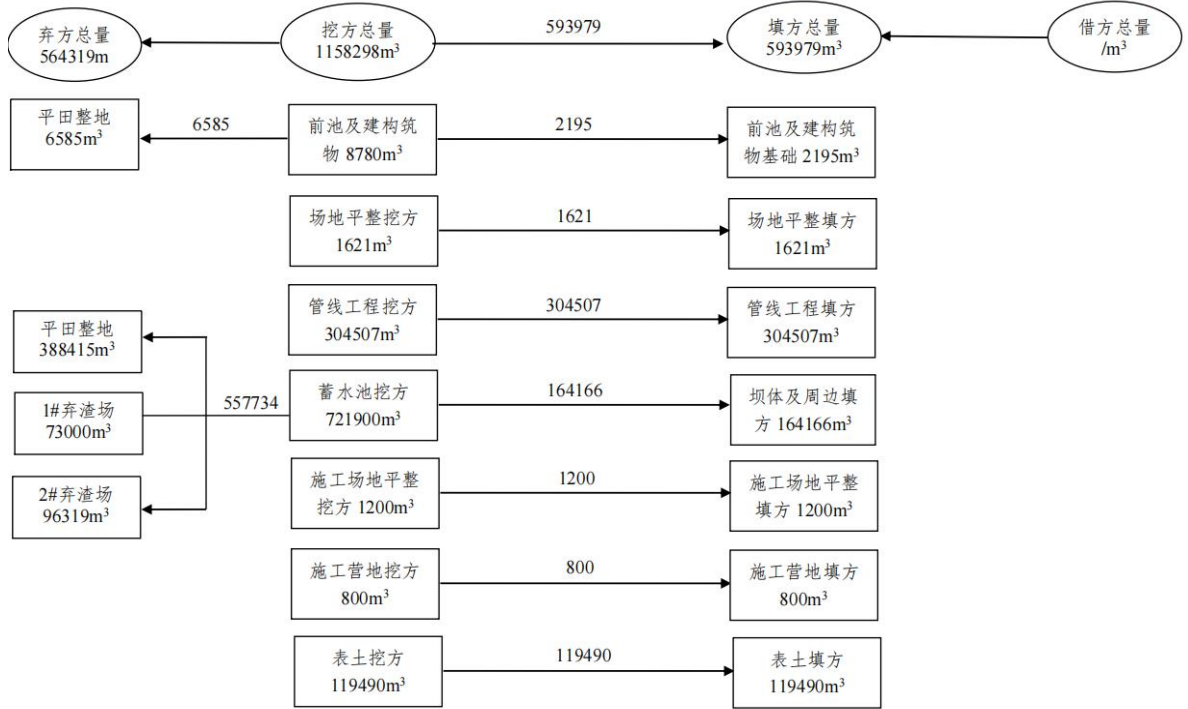 弃方总量
564319m
挖方总量
1158298m³
593979
填方总量
593979m³
借方总量
/m³
平田整地
6585m³
6585
前池及建构筑
物 8780m³
2195
前池及建构筑
物基础 2195m³
场地平整挖方
1621m³
1621
场地平整填方
1621m³
管线工程挖方
304507m³
304507
管线工程填方
304507m³
平田整地
388415m³
1#弃渣场
73000m³
2#弃渣场
96319m³
557734
蓄水池挖方
721900m³
164166
坝体及周边填
方 164166m³
施工场地平整
挖方 1200m³
1200
施工场地平整
填方 1200m³
施工营地挖方
800m³
800
施工营地填方
800m³
表土挖方
119490m³
119490
表土填方
119490m³